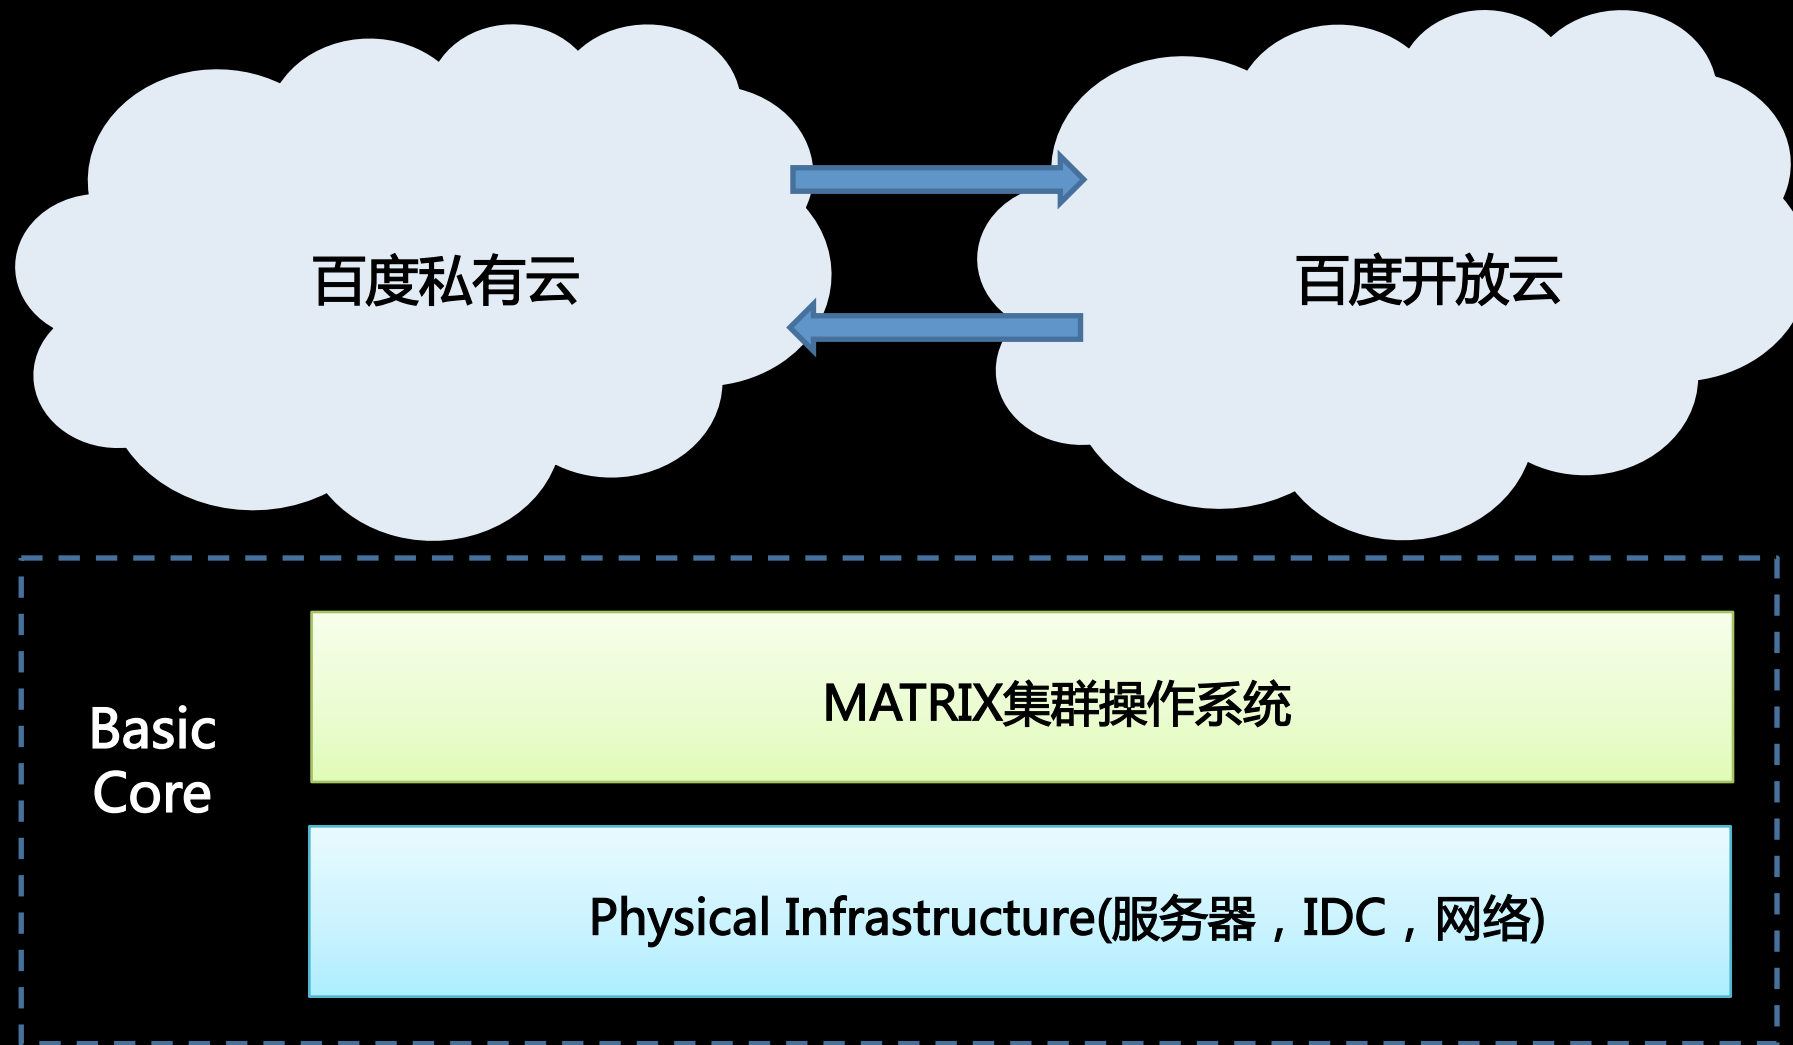 百度私有云
百度开放云
MATRIX集群操作系统
Basic
Core
Physical Infrastructure(服务器，IDC，网络)